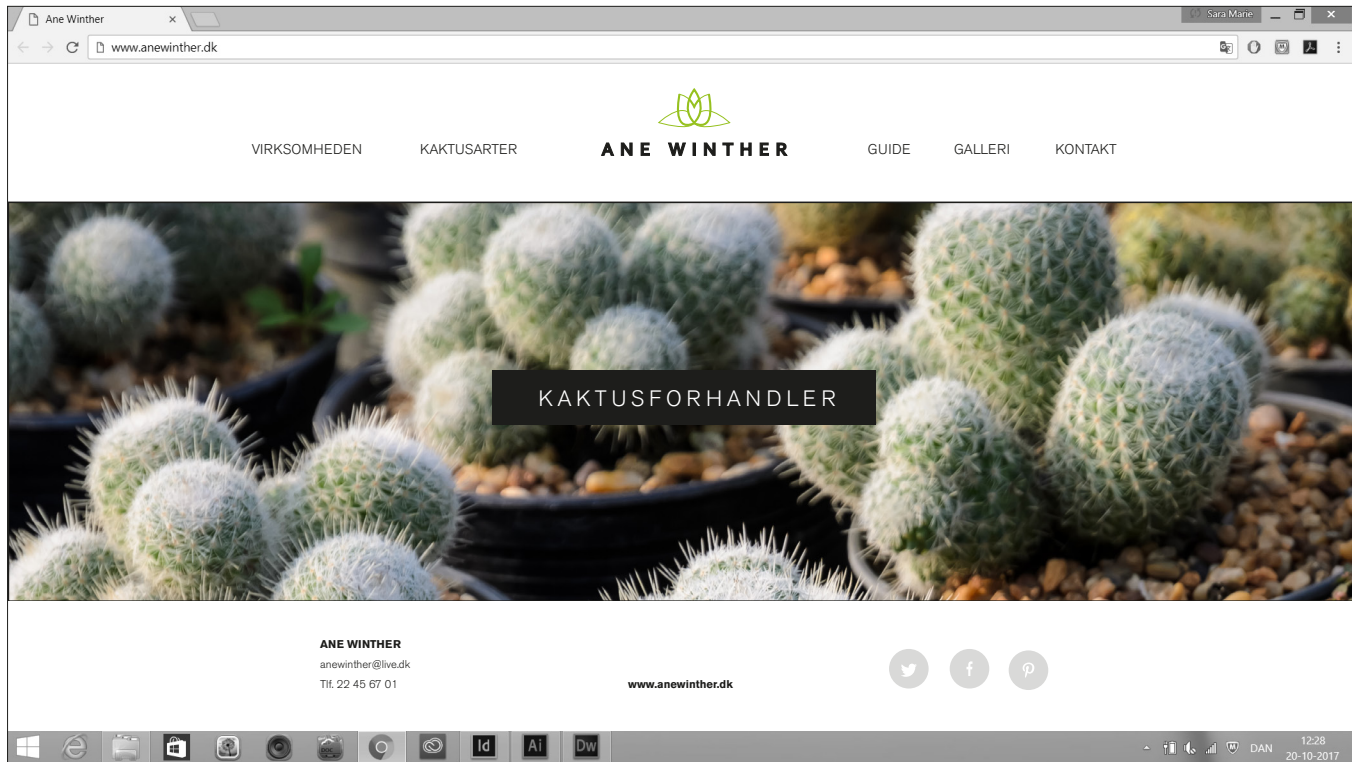 Ane Winther
Sara Marie
www.anewinther.dk
VIRKSOMHEDEN KAKTUSARTER ANE WINTHER GUIDE GALLERI KONTAKT
KAKTUSFORHANDLER
ANE WINTHER
anewinther@live.dk
Tlf. 22 45 67 01
www.anewinther.dk
Id Ai Dw
DAN
12:28
20-10-2017